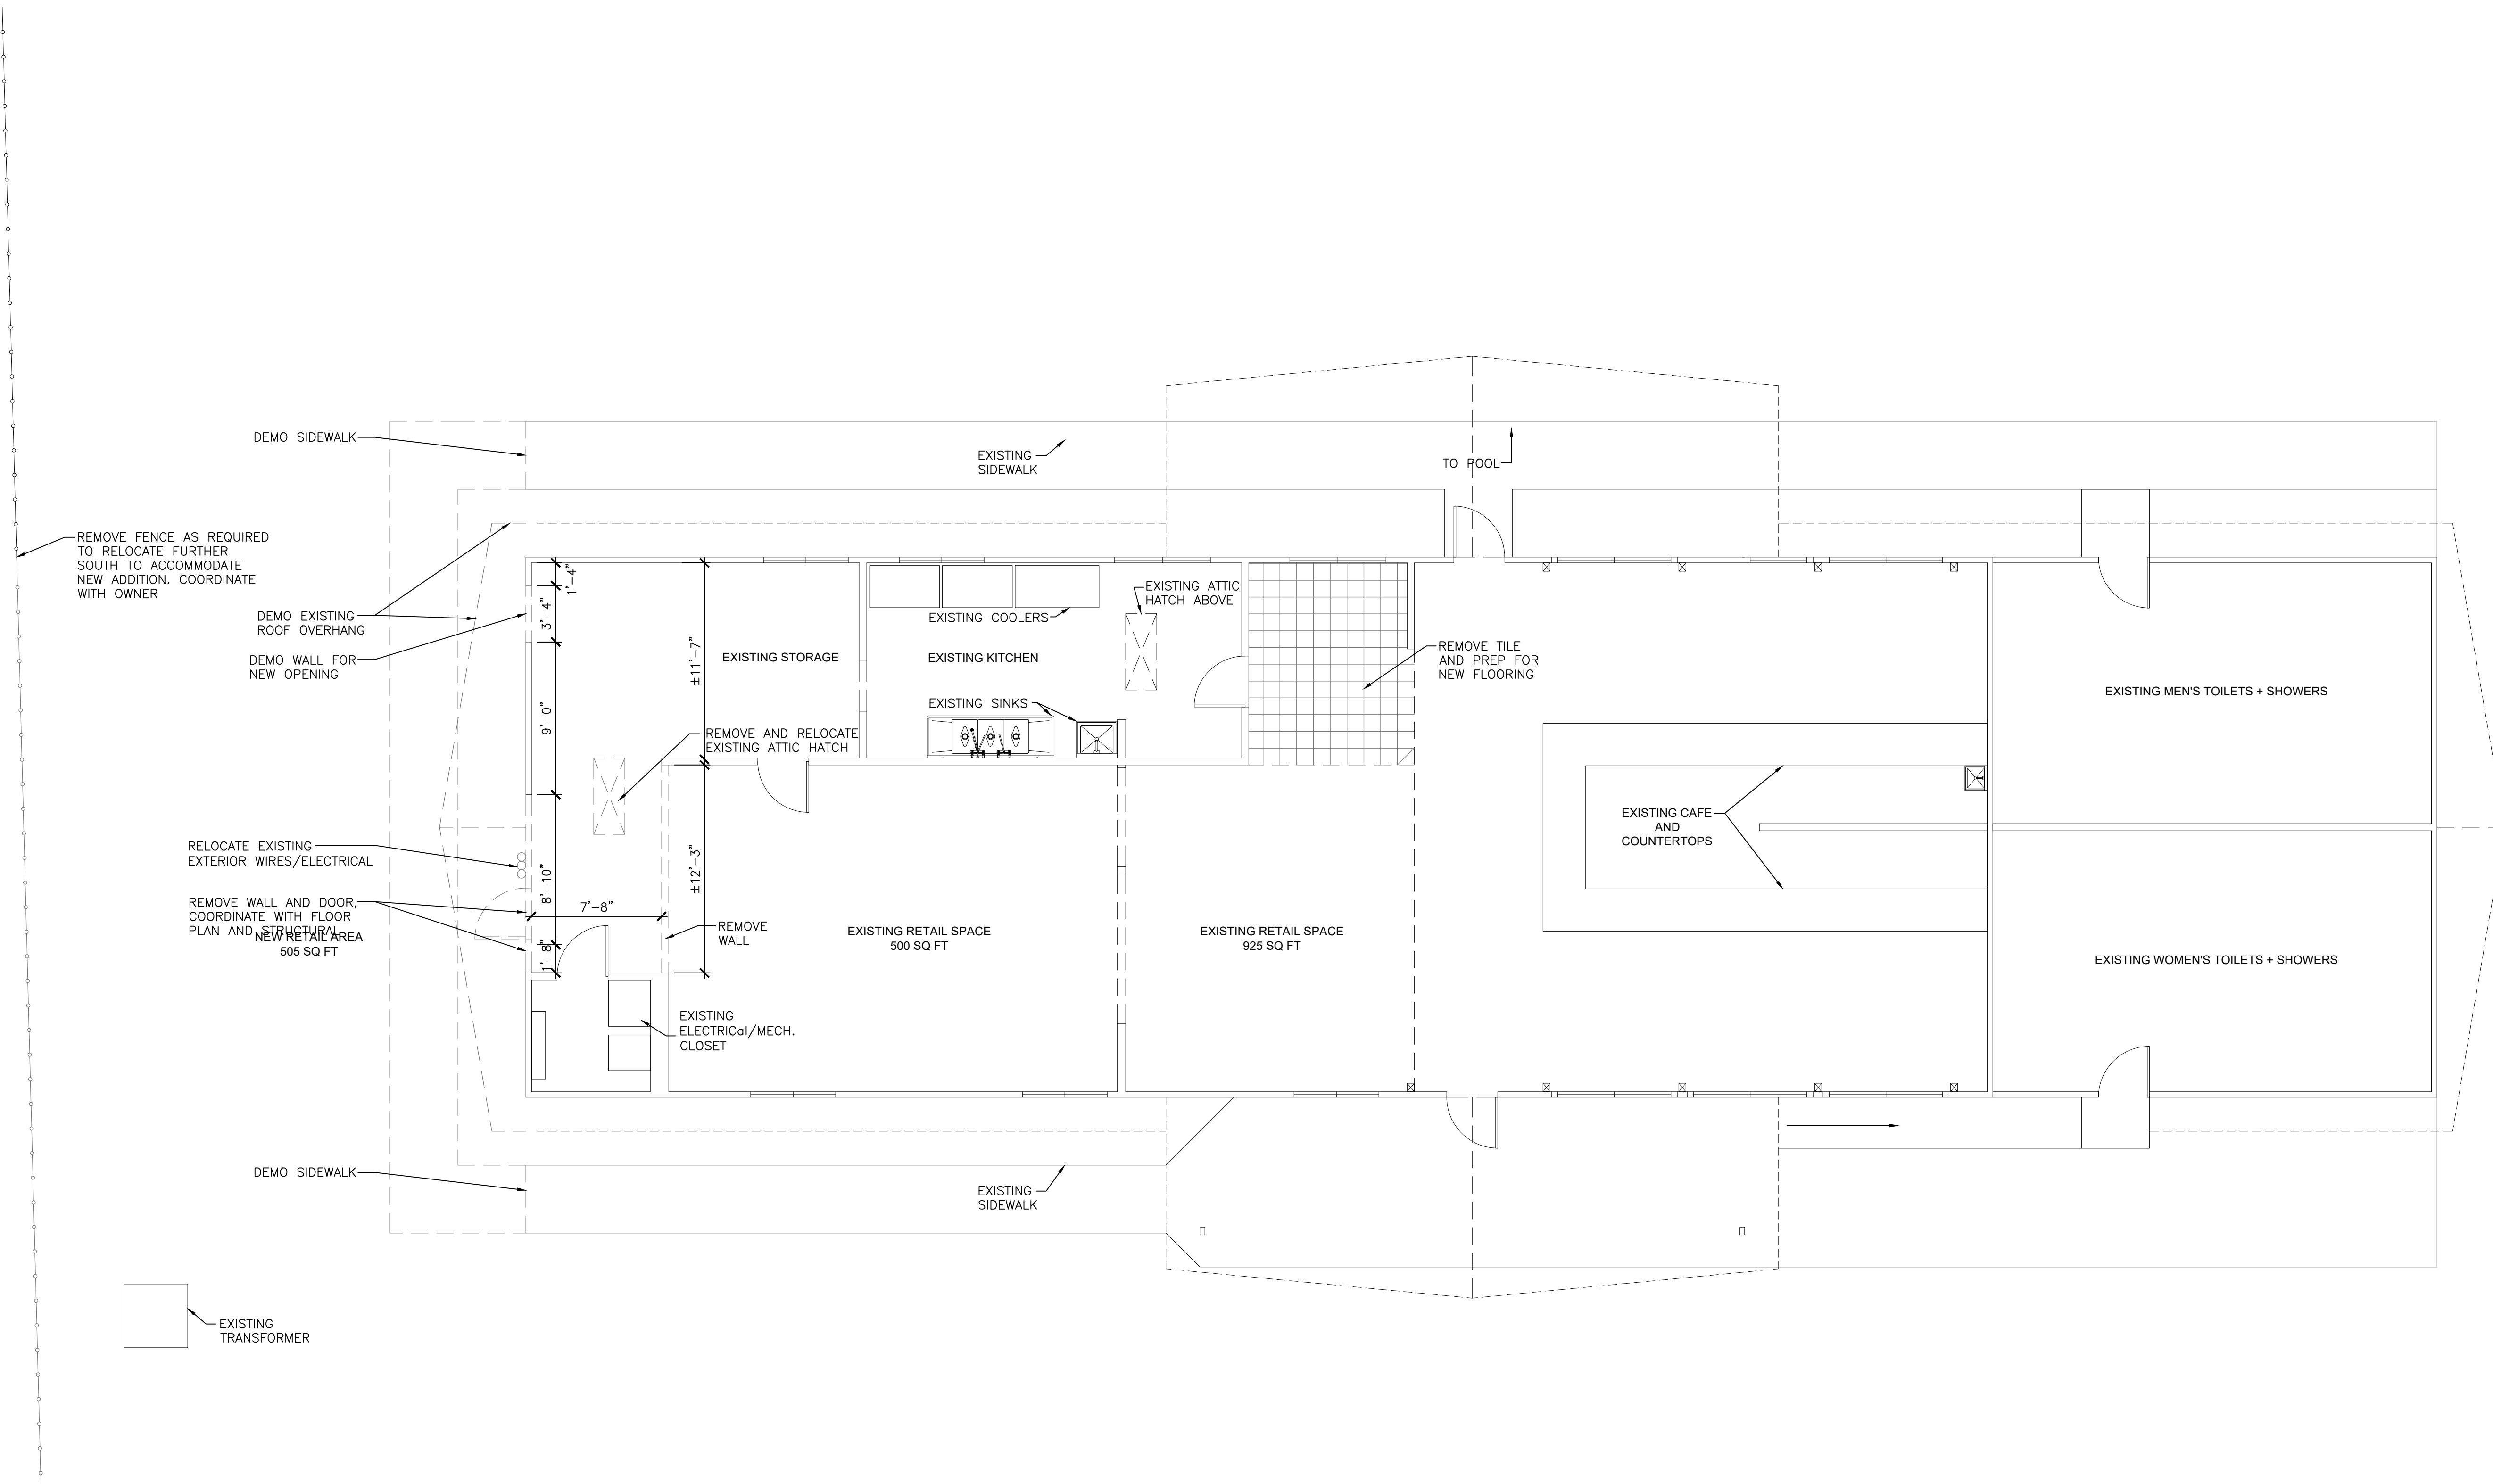 DEMO SIDEWALK
EXISTING
SIDEWALK
TO POOL
REMOVE FENCE AS REQUIRED
TO RELOCATE FURTHER
SOUTH TO ACCOMMODATE
NEW ADDITION. COORDINATE
WITH OWNER
DEMO EXISTING
ROOF OVERHANG
DEMO WALL FOR
NEW OPENING
1'-4"
3'-4"
9'-0"
8'-10"
1'-8"
7'-8"
±11'-7"
±12'-3"
EXISTING STORAGE
EXISTING COOLERS
EXISTING KITCHEN
EXISTING SINKS
EXISTING ATTIC
HATCH ABOVE
REMOVE TILE
AND PREP FOR
NEW FLOORING
REMOVE AND RELOCATE
EXISTING ATTIC HATCH
EXISTING MEN'S TOILETS + SHOWERS
EXISTING CAFE
AND
COUNTERTOPS
RELOCATE EXISTING
EXTERIOR WIRES/ELECTRICAL
REMOVE WALL AND DOOR,
COORDINATE WITH FLOOR
PLAN AND STRUCTURAL
NEW RETAIL AREA
505 SQ FT
REMOVE
WALL
EXISTING RETAIL SPACE
500 SQ FT
EXISTING RETAIL SPACE
925 SQ FT
EXISTING WOMEN'S TOILETS + SHOWERS
EXISTING
ELECTRICal/MECH.
CLOSET
DEMO SIDEWALK
EXISTING
SIDEWALK
EXISTING
TRANSFORMER